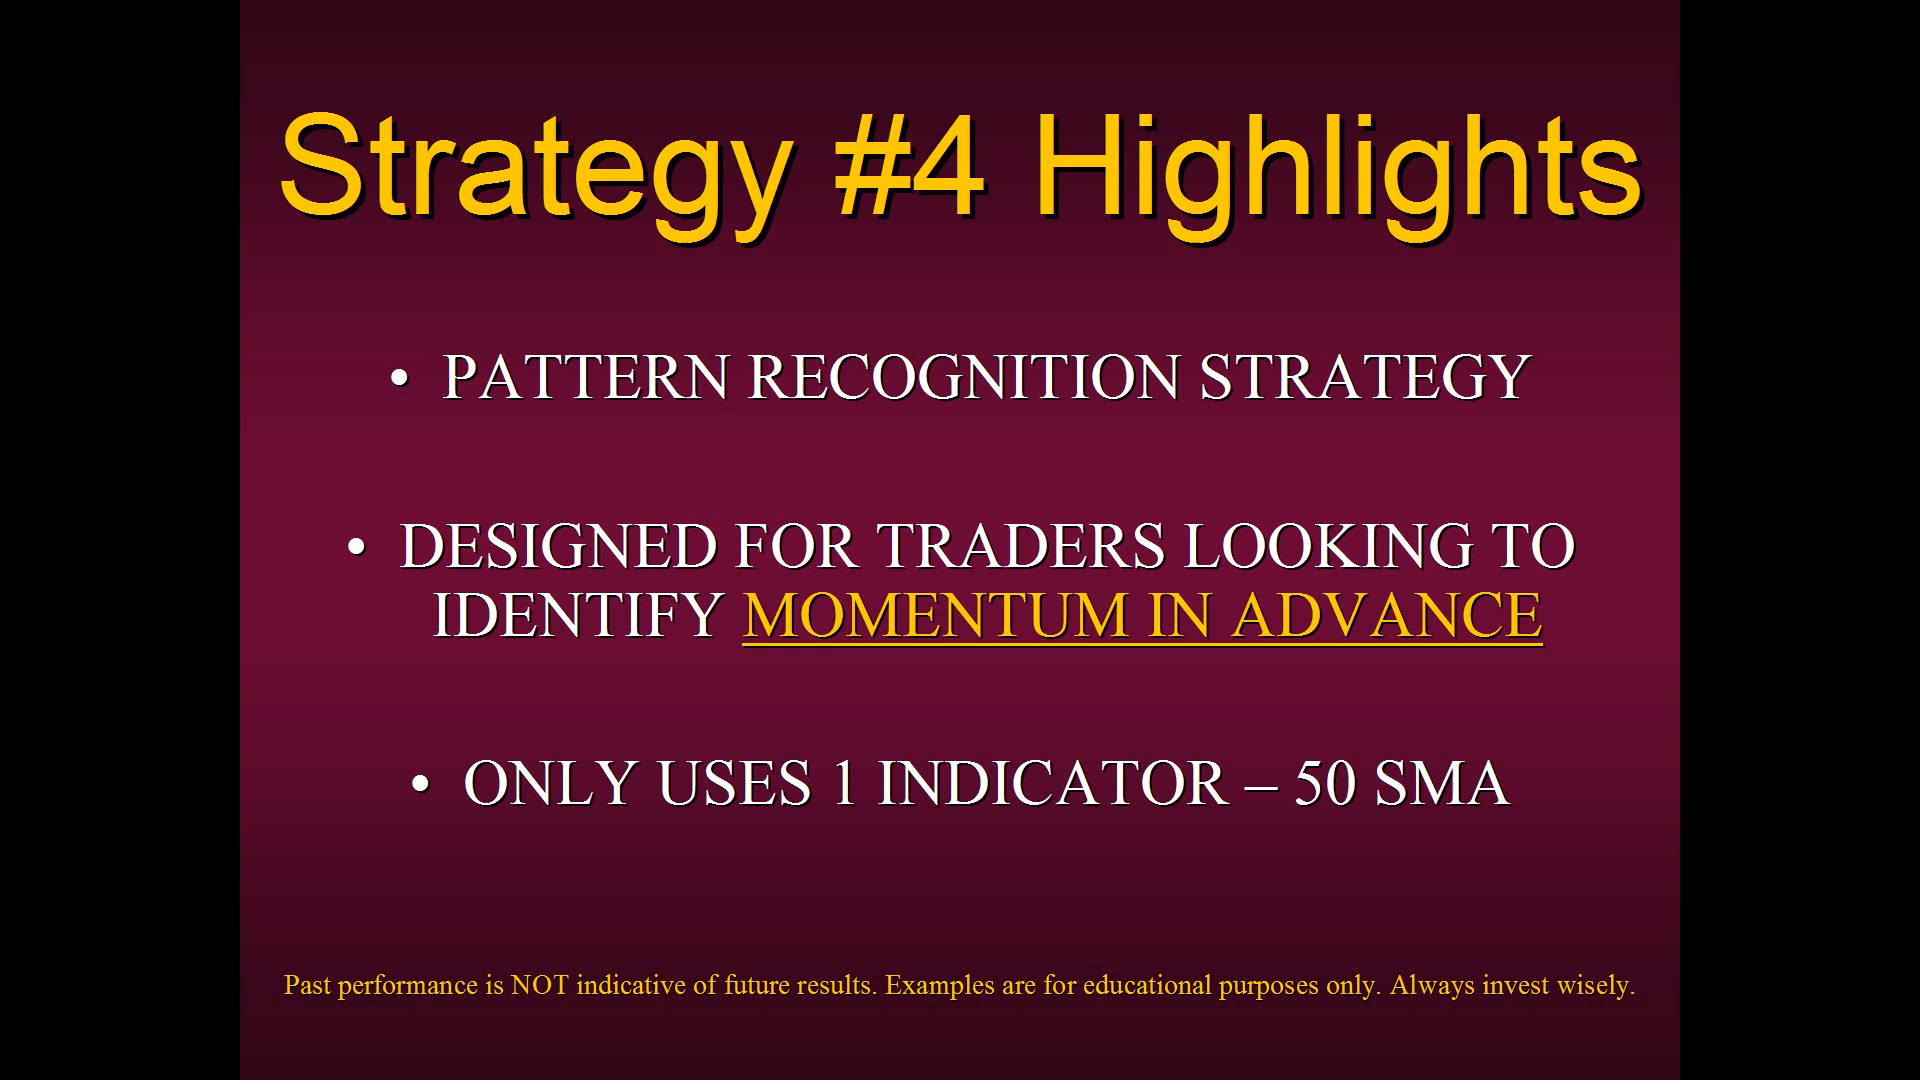 Strategy #4 Highlights
• PATTERN RECOGNITION STRATEGY
• DESIGNED FOR TRADERS LOOKING TO
IDENTIFY MOMENTUM IN ADVANCE
• ONLY USES 1 INDICATOR – 50 SMA
Past performance is NOT indicative of future results. Examples are for educational purposes only. Always invest wisely.